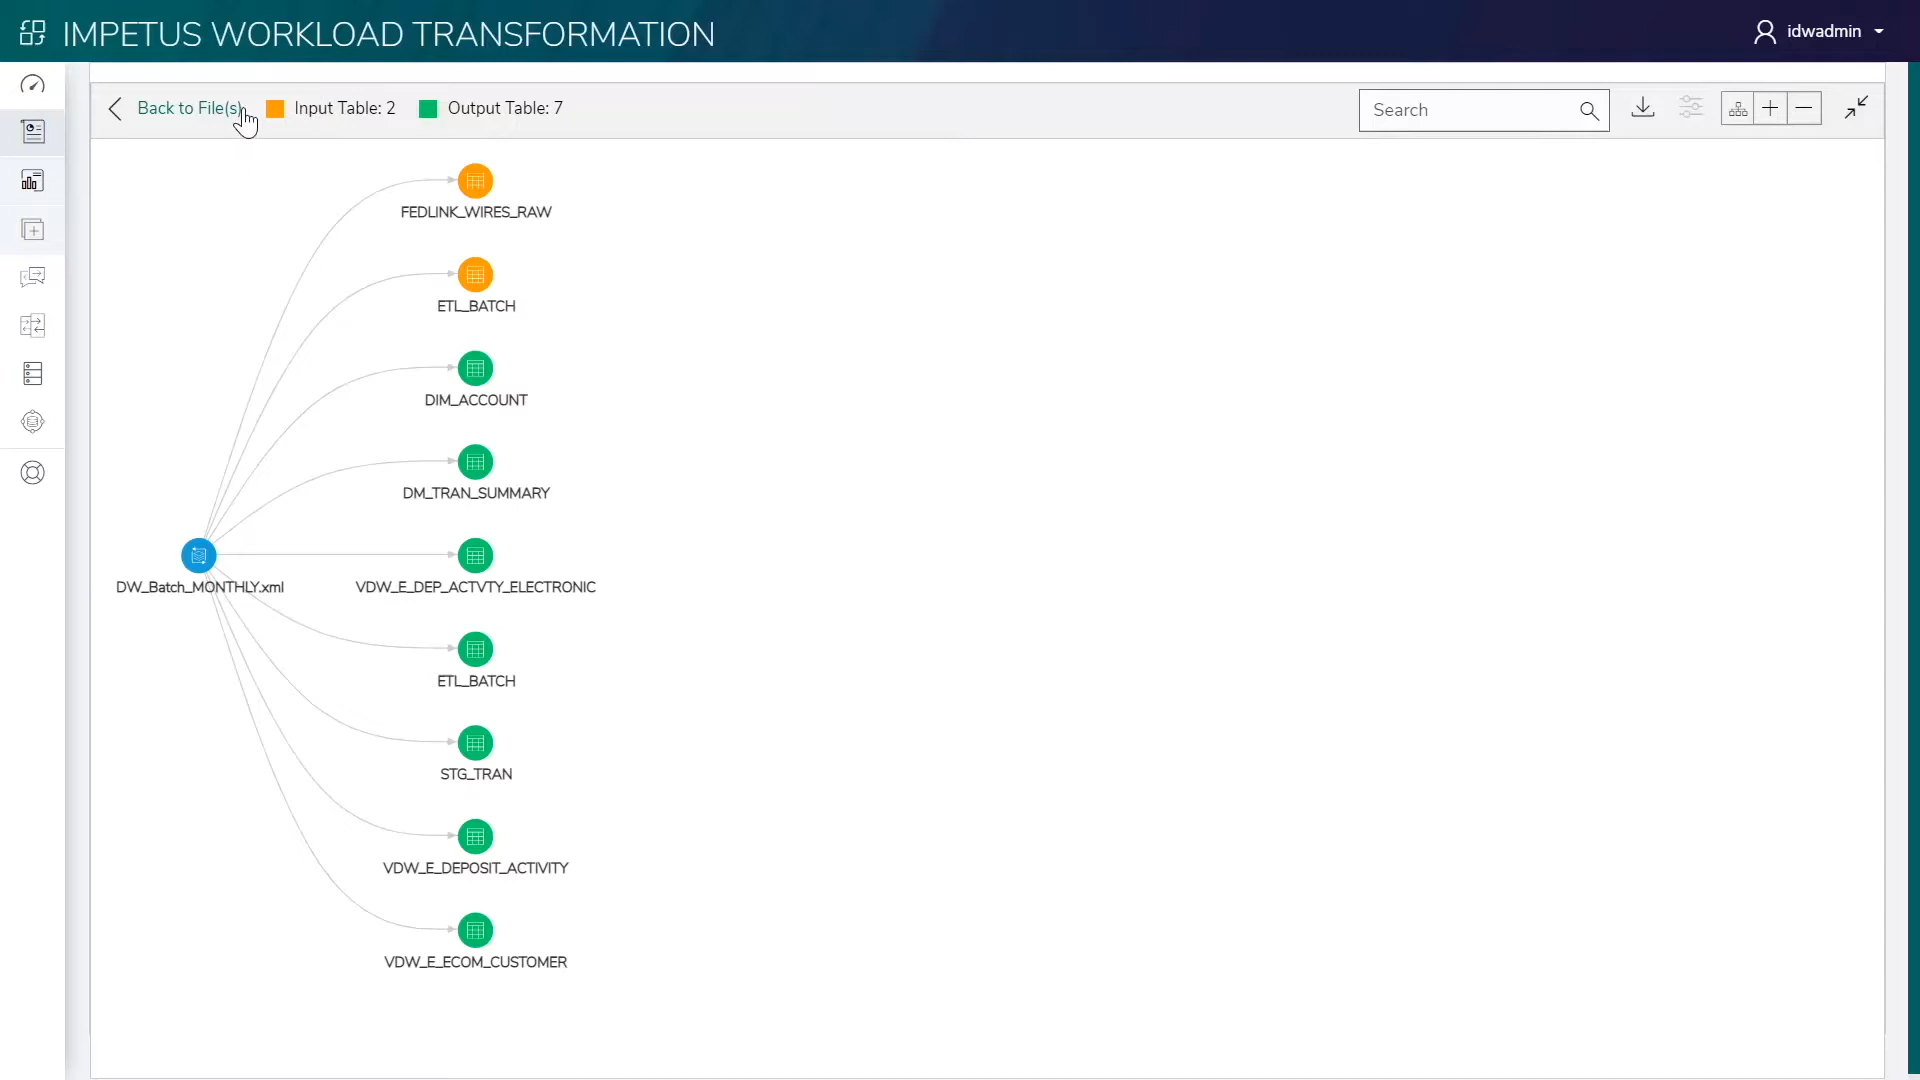 IMPETUS WORKLOAD TRANSFORMATION
idwadmin
Back to File(s)
Input Table: 2
Output Table: 7
Search
FEDLINK_WIRES_RAW
ETL_BATCH
DIM_ACCOUNT
DM_TRAN_SUMMARY
DW_Batch_MONTHLY.xml
VDW_E_DEP_ACTVTY_ELECTRONIC
ETL_BATCH
STG_TRAN
VDW_E_DEPOSIT_ACTIVITY
VDW_E_ECOM_CUSTOMER